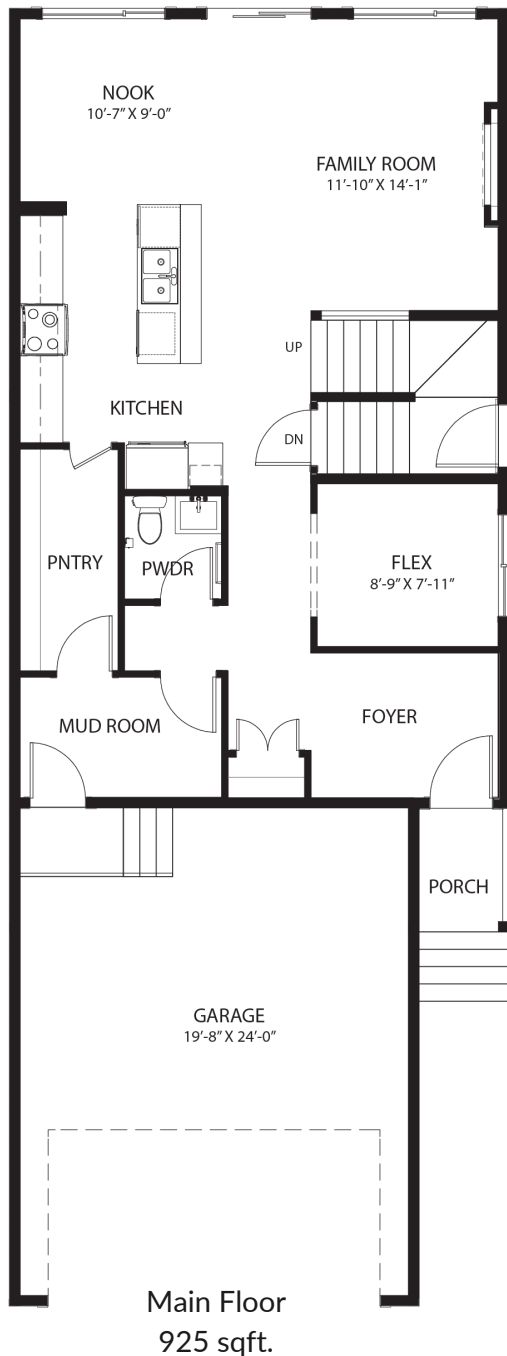 NOOK
10’-7” X 9’-0”
FAMILY ROOM
11’-10” X 14’-1”
UP
KITCHEN
DN
PNTRY
PWDR
FLEX
8’-9” X 7’-11”
MUD ROOM
FOYER
PORCH
GARAGE
19’-8” X 24’-0”
Main Floor
925 sqft.